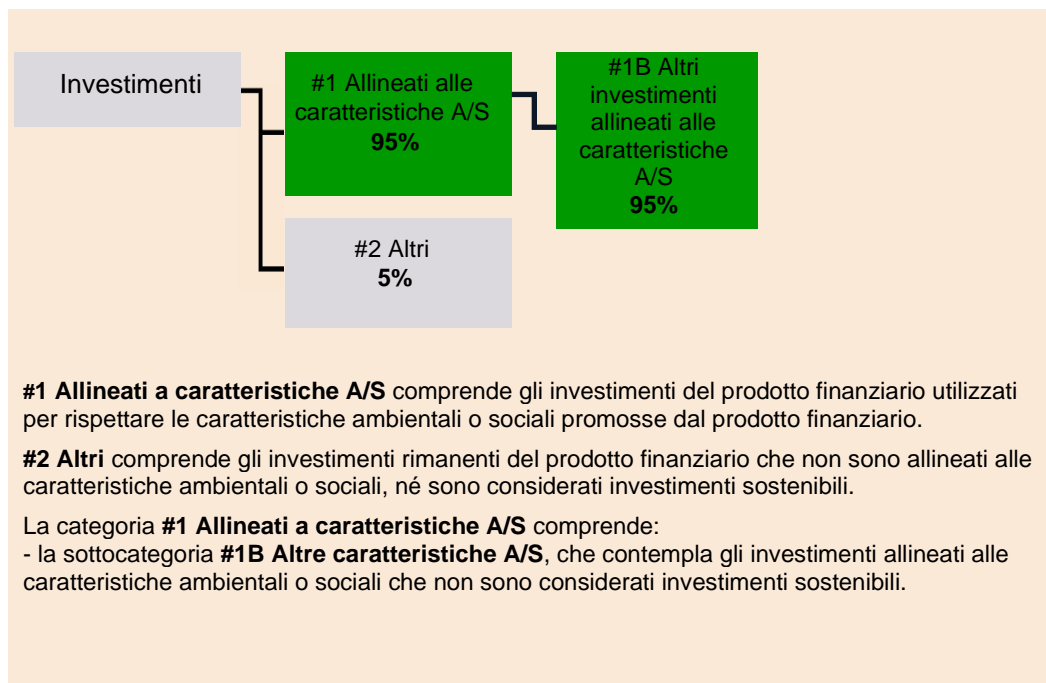 Investimenti
#1 Allineati alle
caratteristiche A/S
95%
#1B Altri
investimenti
allineati alle
caratteristiche
A/S
95%
#2 Altri
5%
#1 Allineati a caratteristiche A/S comprende gli investimenti del prodotto finanziario utilizzati
per rispettare le caratteristiche ambientali o sociali promosse dal prodotto finanziario.
#2 Altri comprende gli investimenti rimanenti del prodotto finanziario che non sono allineati alle
caratteristiche ambientali o sociali, né sono considerati investimenti sostenibili.
La categoria #1 Allineati a caratteristiche A/S comprende:
- la sottocategoria #1B Altre caratteristiche A/S, che contempla gli investimenti allineati alle
caratteristiche ambientali o sociali che non sono considerati investimenti sostenibili.